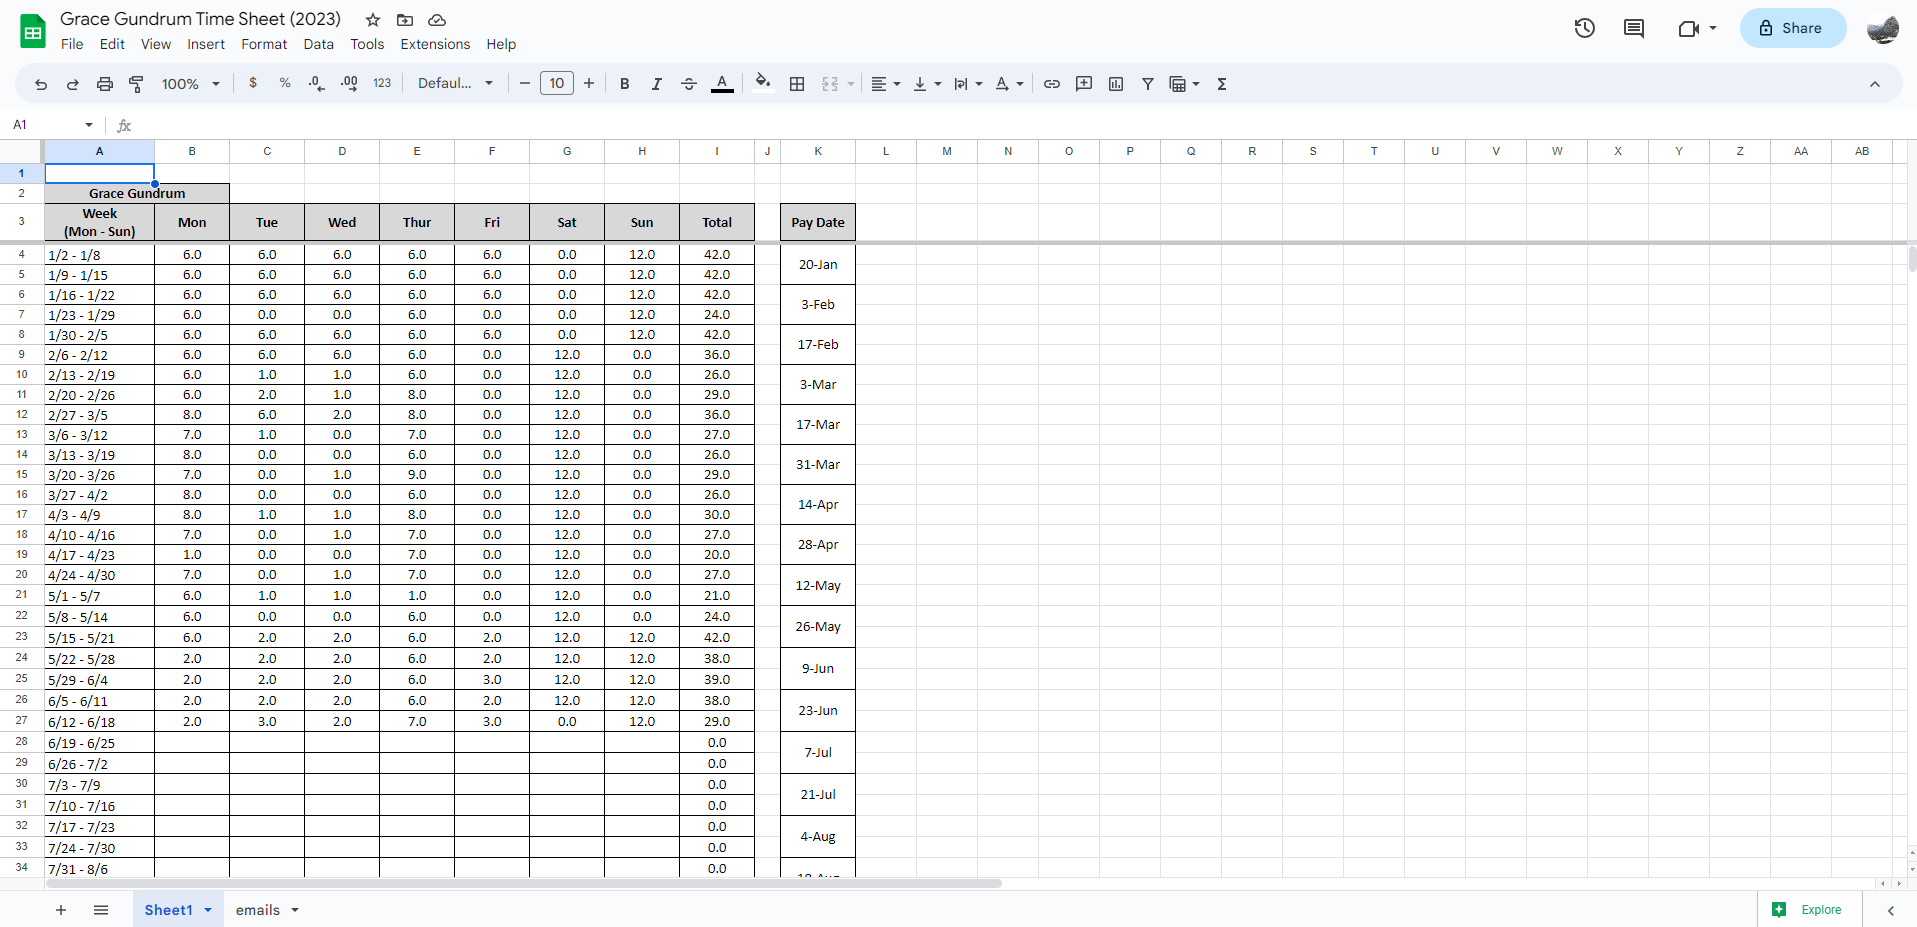 Grace Gundrum Time Sheet (2023)
File Edit View Insert Format Data Tools Extensions Help
Share
100% $ % .0 .00 123 Defaul... 10 B I A A Σ
A1 fx
A B C D E F G H I J K L M N O P Q R S T U V W X Y Z AA AB
1
2 Grace Gundrum
3 Week (Mon - Sun) Mon Tue Wed Thur Fri Sat Sun Total Pay Date
4 1/2 - 1/8 6.0 6.0 6.0 6.0 6.0 0.0 12.0 42.0
20-Jan
5 1/9 - 1/15 6.0 6.0 6.0 6.0 6.0 0.0 12.0 42.0
6 1/16 - 1/22 6.0 6.0 6.0 6.0 6.0 0.0 12.0 42.0
3-Feb
7 1/23 - 1/29 6.0 0.0 0.0 6.0 0.0 0.0 12.0 24.0
8 1/30 - 2/5 6.0 6.0 6.0 6.0 6.0 0.0 12.0 42.0
17-Feb
9 2/6 - 2/12 6.0 6.0 6.0 6.0 0.0 12.0 0.0 36.0
10 2/13 - 2/19 6.0 1.0 1.0 6.0 0.0 12.0 0.0 26.0
3-Mar
11 2/20 - 2/26 6.0 2.0 1.0 8.0 0.0 12.0 0.0 29.0
12 2/27 - 3/5 8.0 6.0 2.0 8.0 0.0 12.0 0.0 36.0
17-Mar
13 3/6 - 3/12 7.0 1.0 0.0 7.0 0.0 12.0 0.0 27.0
14 3/13 - 3/19 8.0 0.0 0.0 6.0 0.0 12.0 0.0 26.0
31-Mar
15 3/20 - 3/26 7.0 0.0 1.0 9.0 0.0 12.0 0.0 29.0
16 3/27 - 4/2 8.0 0.0 0.0 6.0 0.0 12.0 0.0 26.0
14-Apr
17 4/3 - 4/9 8.0 1.0 1.0 8.0 0.0 12.0 0.0 30.0
18 4/10 - 4/16 7.0 0.0 1.0 7.0 0.0 12.0 0.0 27.0
28-Apr
19 4/17 - 4/23 1.0 0.0 0.0 7.0 0.0 12.0 0.0 20.0
20 4/24 - 4/30 7.0 0.0 1.0 7.0 0.0 12.0 0.0 27.0
12-May
21 5/1 - 5/7 6.0 1.0 1.0 1.0 0.0 12.0 0.0 21.0
22 5/8 - 5/14 6.0 0.0 0.0 6.0 0.0 12.0 0.0 24.0
26-May
23 5/15 - 5/21 6.0 2.0 2.0 6.0 2.0 12.0 12.0 42.0
24 5/22 - 5/28 2.0 2.0 2.0 6.0 2.0 12.0 12.0 38.0
9-Jun
25 5/29 - 6/4 2.0 2.0 2.0 6.0 3.0 12.0 12.0 39.0
26 6/5 - 6/11 2.0 2.0 2.0 6.0 2.0 12.0 12.0 38.0
23-Jun
27 6/12 - 6/18 2.0 3.0 2.0 7.0 3.0 0.0 12.0 29.0
28 6/19 - 6/25 0.0
7-Jul
29 6/26 - 7/2 0.0
30 7/3 - 7/9 0.0
21-Jul
31 7/10 - 7/16 0.0
32 7/17 - 7/23 0.0
4-Aug
33 7/24 - 7/30 0.0
34 7/31 - 8/6 0.0
Sheet1 emails Explore